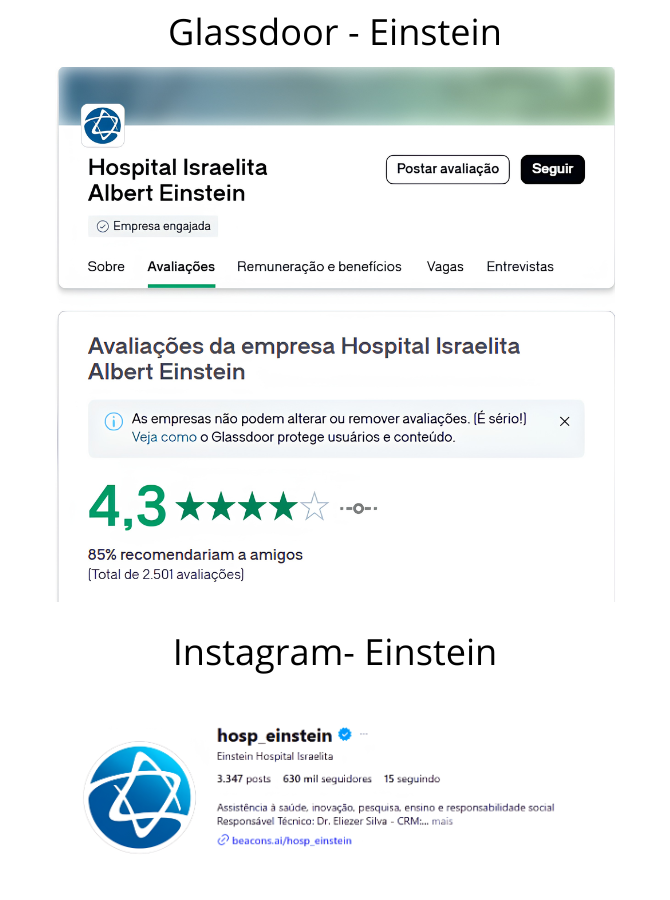 Glassdoor - Einstein
Hospital Israelita
Albert Einstein
Postar avaliação
Seguir
Empresa engajada
Sobre Avaliações Remuneração e benefícios Vagas Entrevistas
Avaliações da empresa Hospital Israelita
Albert Einstein
As empresas não podem alterar ou remover avaliações. (É sério!)
Veja como o Glassdoor protege usuários e conteúdo.
4,3
85% recomendariam a amigos
(Total de 2.501 avaliações)
Instagram- Einstein
hosp_einstein
Einstein Hospital Israelita
3.347 posts 630 mil seguidores 15 seguindo
Assistência à saúde, inovação, pesquisa, ensino e responsabilidade social
Responsável Técnico: Dr. Eliezer Silva - CRM:... mais
beacons.ai/hosp_einstein